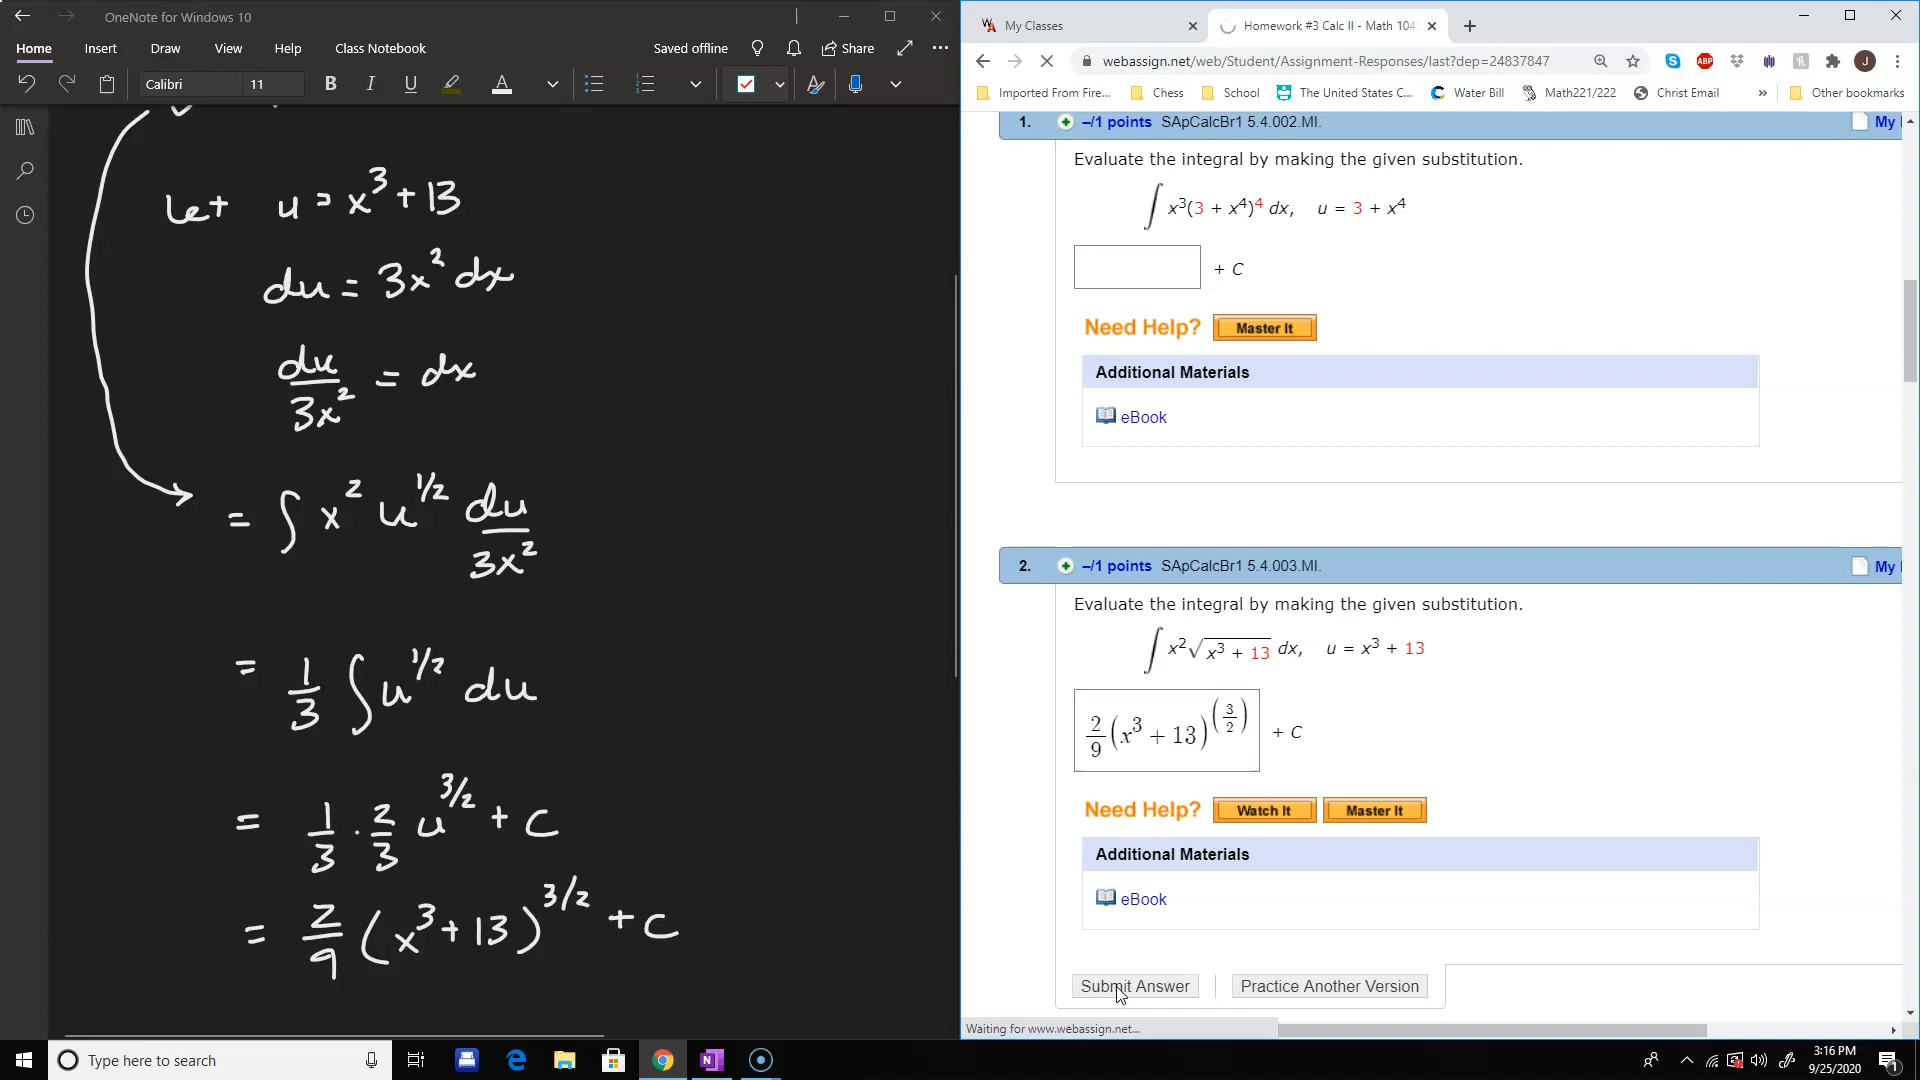 OneNote for Windows 10
Home Insert Draw View Help Class Notebook Saved offline Share
Calibri 11 B I U A
Let u = x³ + 13
du = 3x² dx
du/3x² = dx
= ∫ x² u^1/2 du/3x²
= 1/3 ∫ u^1/2 du
= 1/3 · 2/3 u^3/2 + C
= 2/9 (x³ + 13)^3/2 + C
My Classes Homework #3 Calc II - Math 104
webassign.net/web/Student/Assignment-Responses/last?dep=24837847
ABP J
Imported From Fire... Chess School The United States C... Water Bill Math221/222 Christ Email » Other bookmarks
1. –/1 points SApCalcBr1 5.4.002.MI. My
Evaluate the integral by making the given substitution.
∫ x³(3 + x⁴)⁴ dx, u = 3 + x⁴
+ C
Need Help? Master It
Additional Materials
eBook
2. –/1 points SApCalcBr1 5.4.003.MI. My
Evaluate the integral by making the given substitution.
∫ x²√(x³ + 13) dx, u = x³ + 13
2/9 (x³ + 13)^(3/2) + C
Need Help? Watch It Master It
Additional Materials
eBook
Submit Answer Practice Another Version
Waiting for www.webassign.net...
Type here to search
3:16 PM
9/25/2020
1